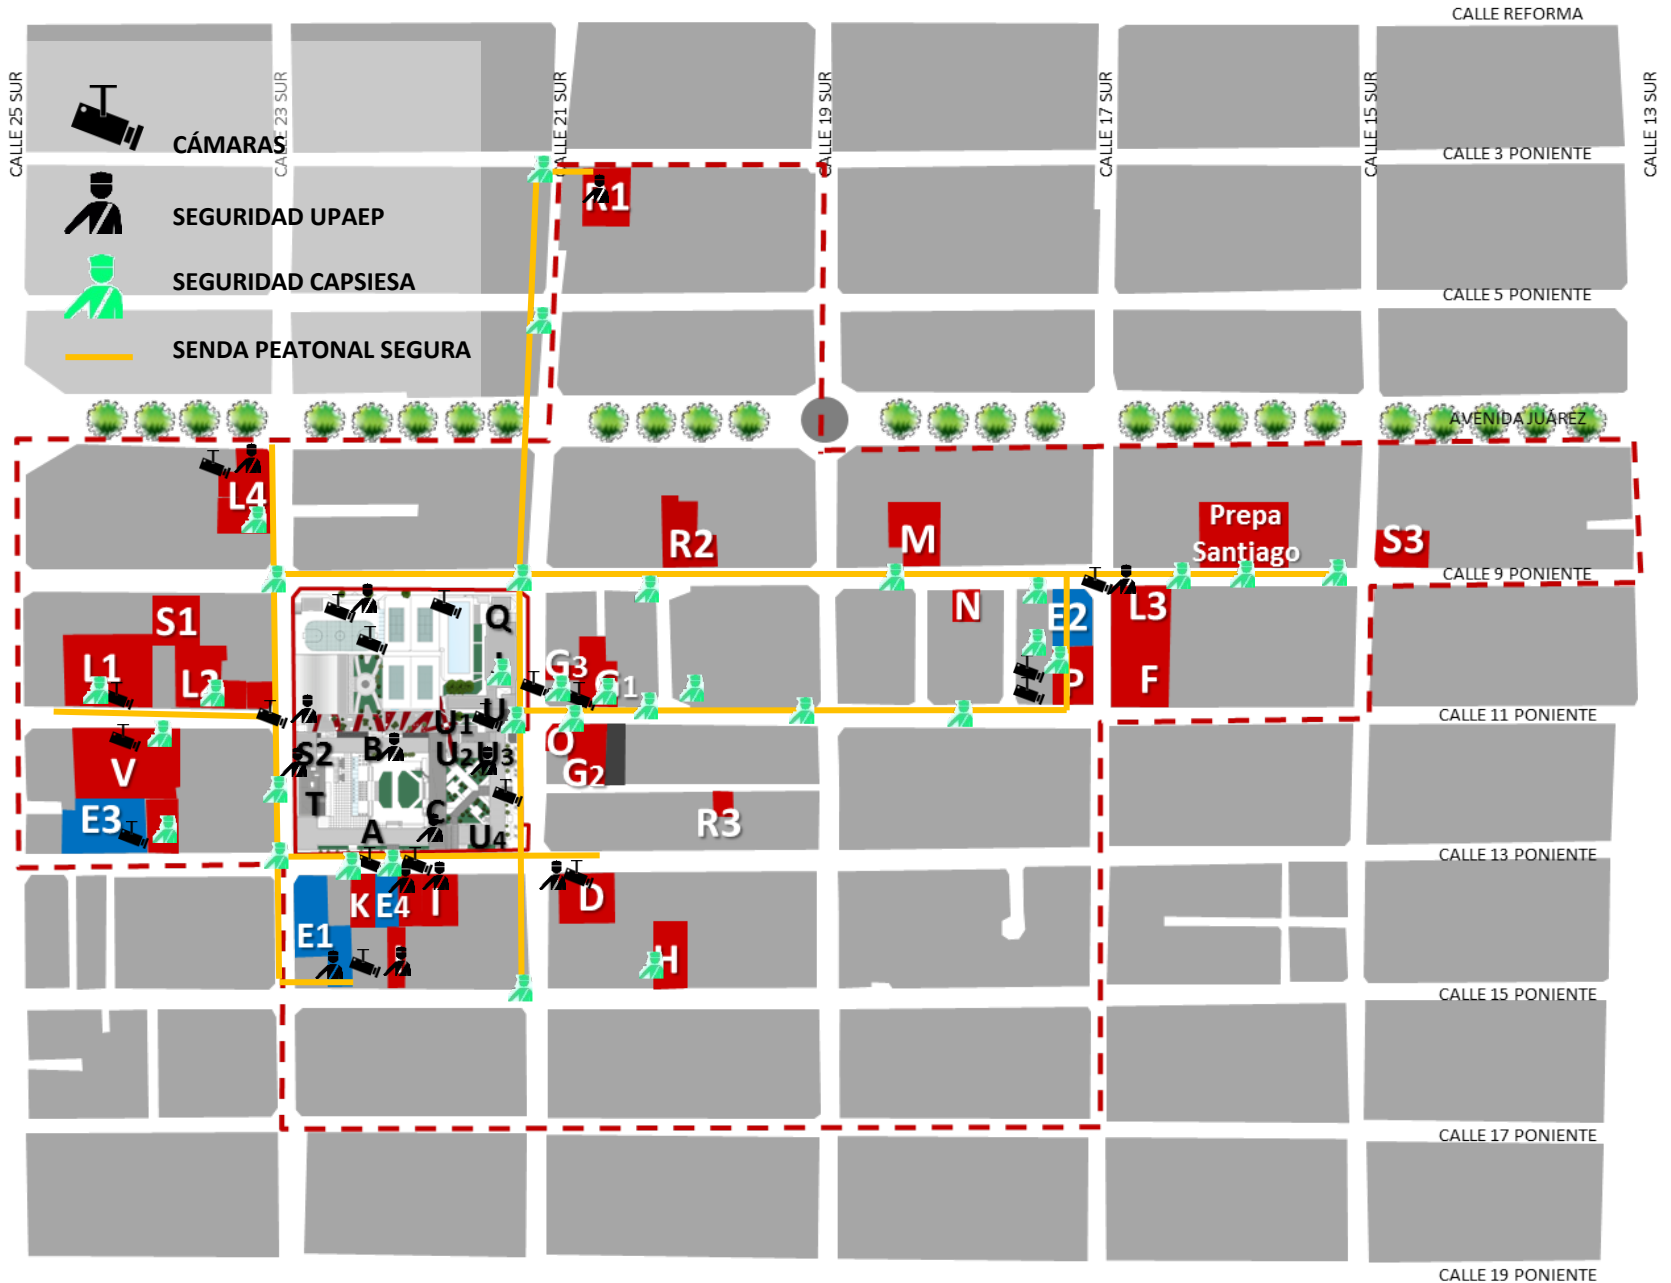 CALLE REFORMA
CALLE 25 SUR
CALLE 23 SUR
CALLE 21 SUR
CALLE 19 SUR
CALLE 17 SUR
CALLE 15 SUR
CALLE 13 SUR
CÁMARAS
CALLE 3 PONIENTE
R1
SEGURIDAD UPAEP
SEGURIDAD CAPSIESA
CALLE 5 PONIENTE
SENDA PEATONAL SEGURA
AVENIDA JUÁREZ
L4
R2
M
Prepa
Santiago
S3
CALLE 9 PONIENTE
S1
Q
N
E2
L3
L1
L2
G3
G1
P
F
U
U1
CALLE 11 PONIENTE
S2
B
U2
U3
O
G2
V
T
E3
A
C
U4
R3
CALLE 13 PONIENTE
K
E4
I
D
E1
H
CALLE 15 PONIENTE
CALLE 17 PONIENTE
CALLE 19 PONIENTE